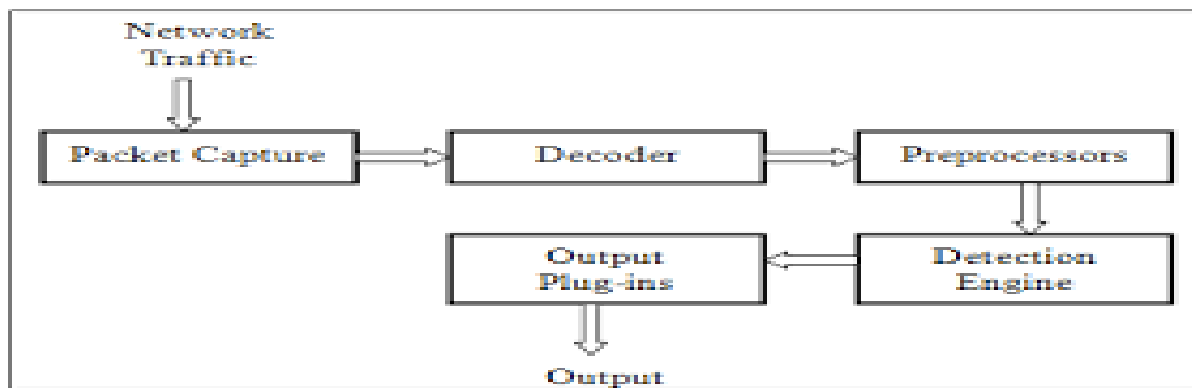 Network
Traffic
Packet Capture
Decoder
Preprocessors
Output
Plug-ins
Detection
Engine
Output